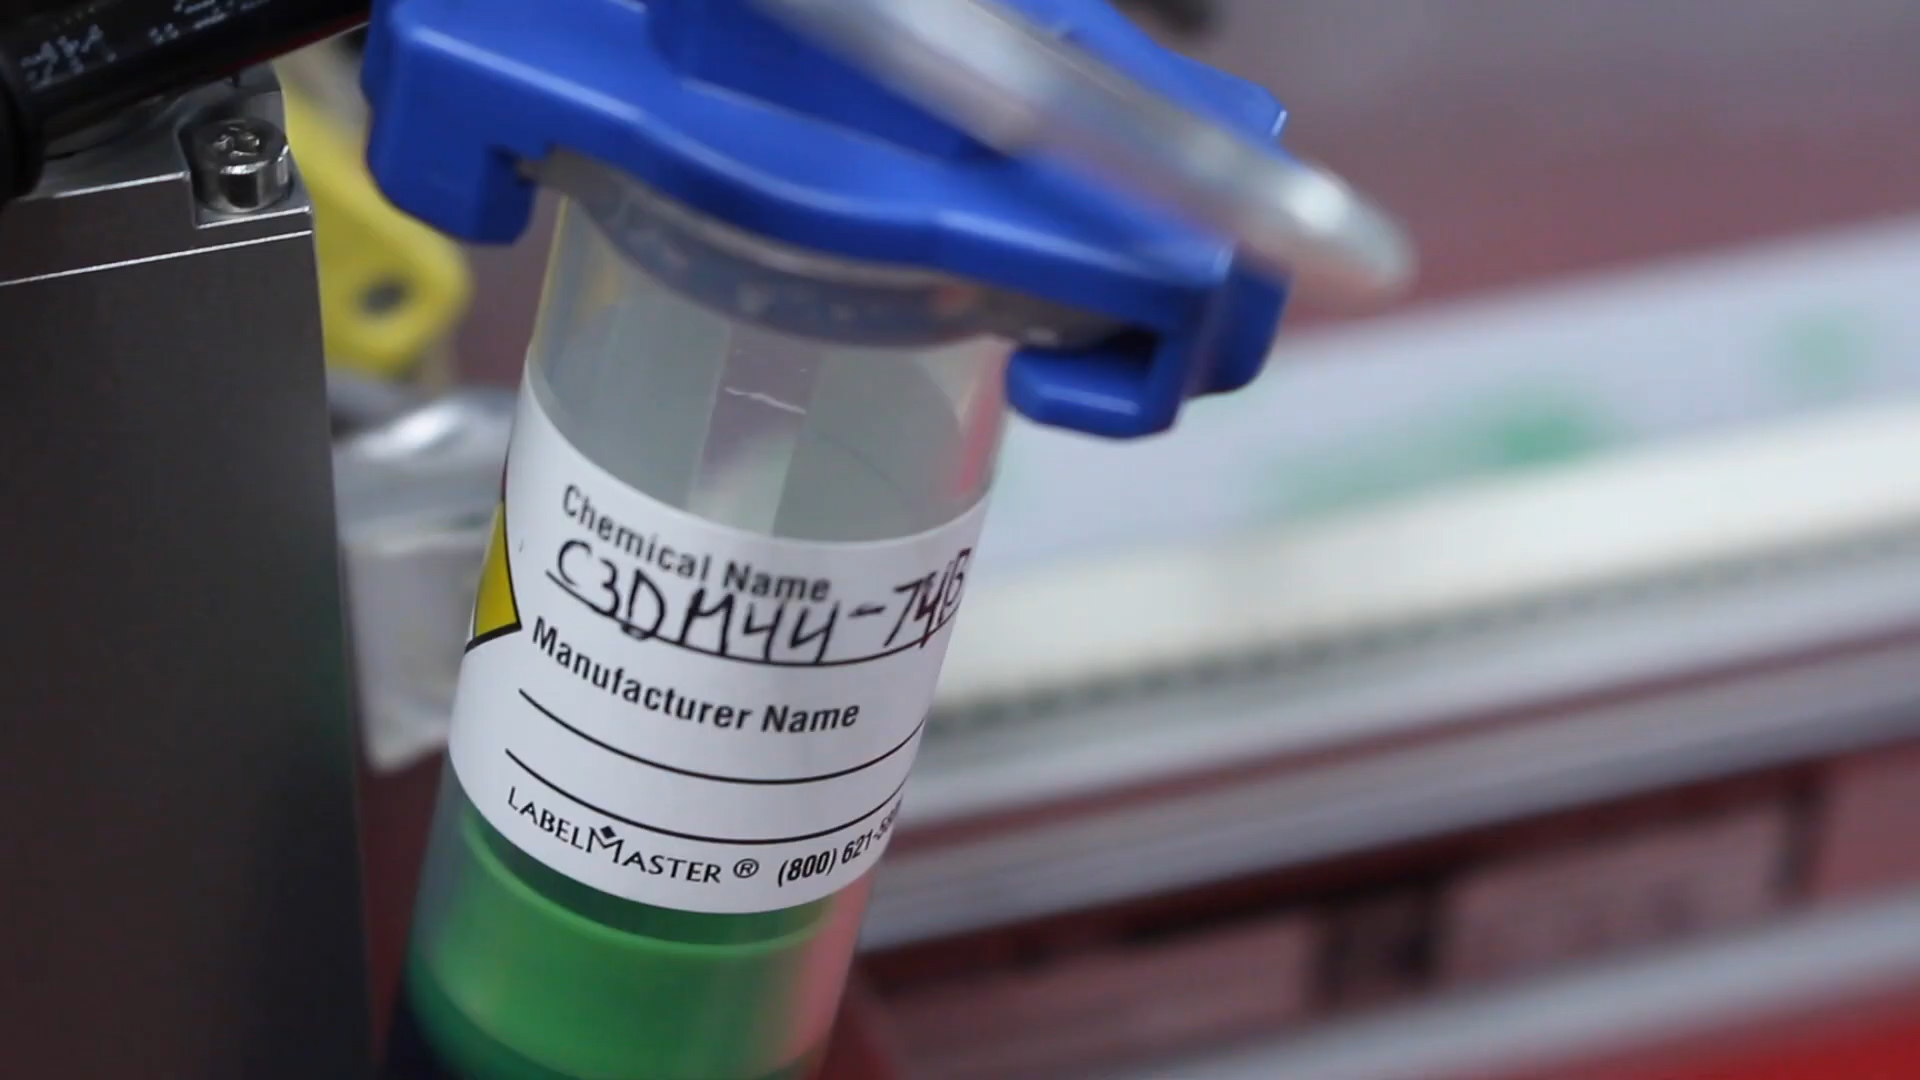 Chemical Name
C3DM44-74B
Manufacturer Name
LABELMASTER ® (800) 621-